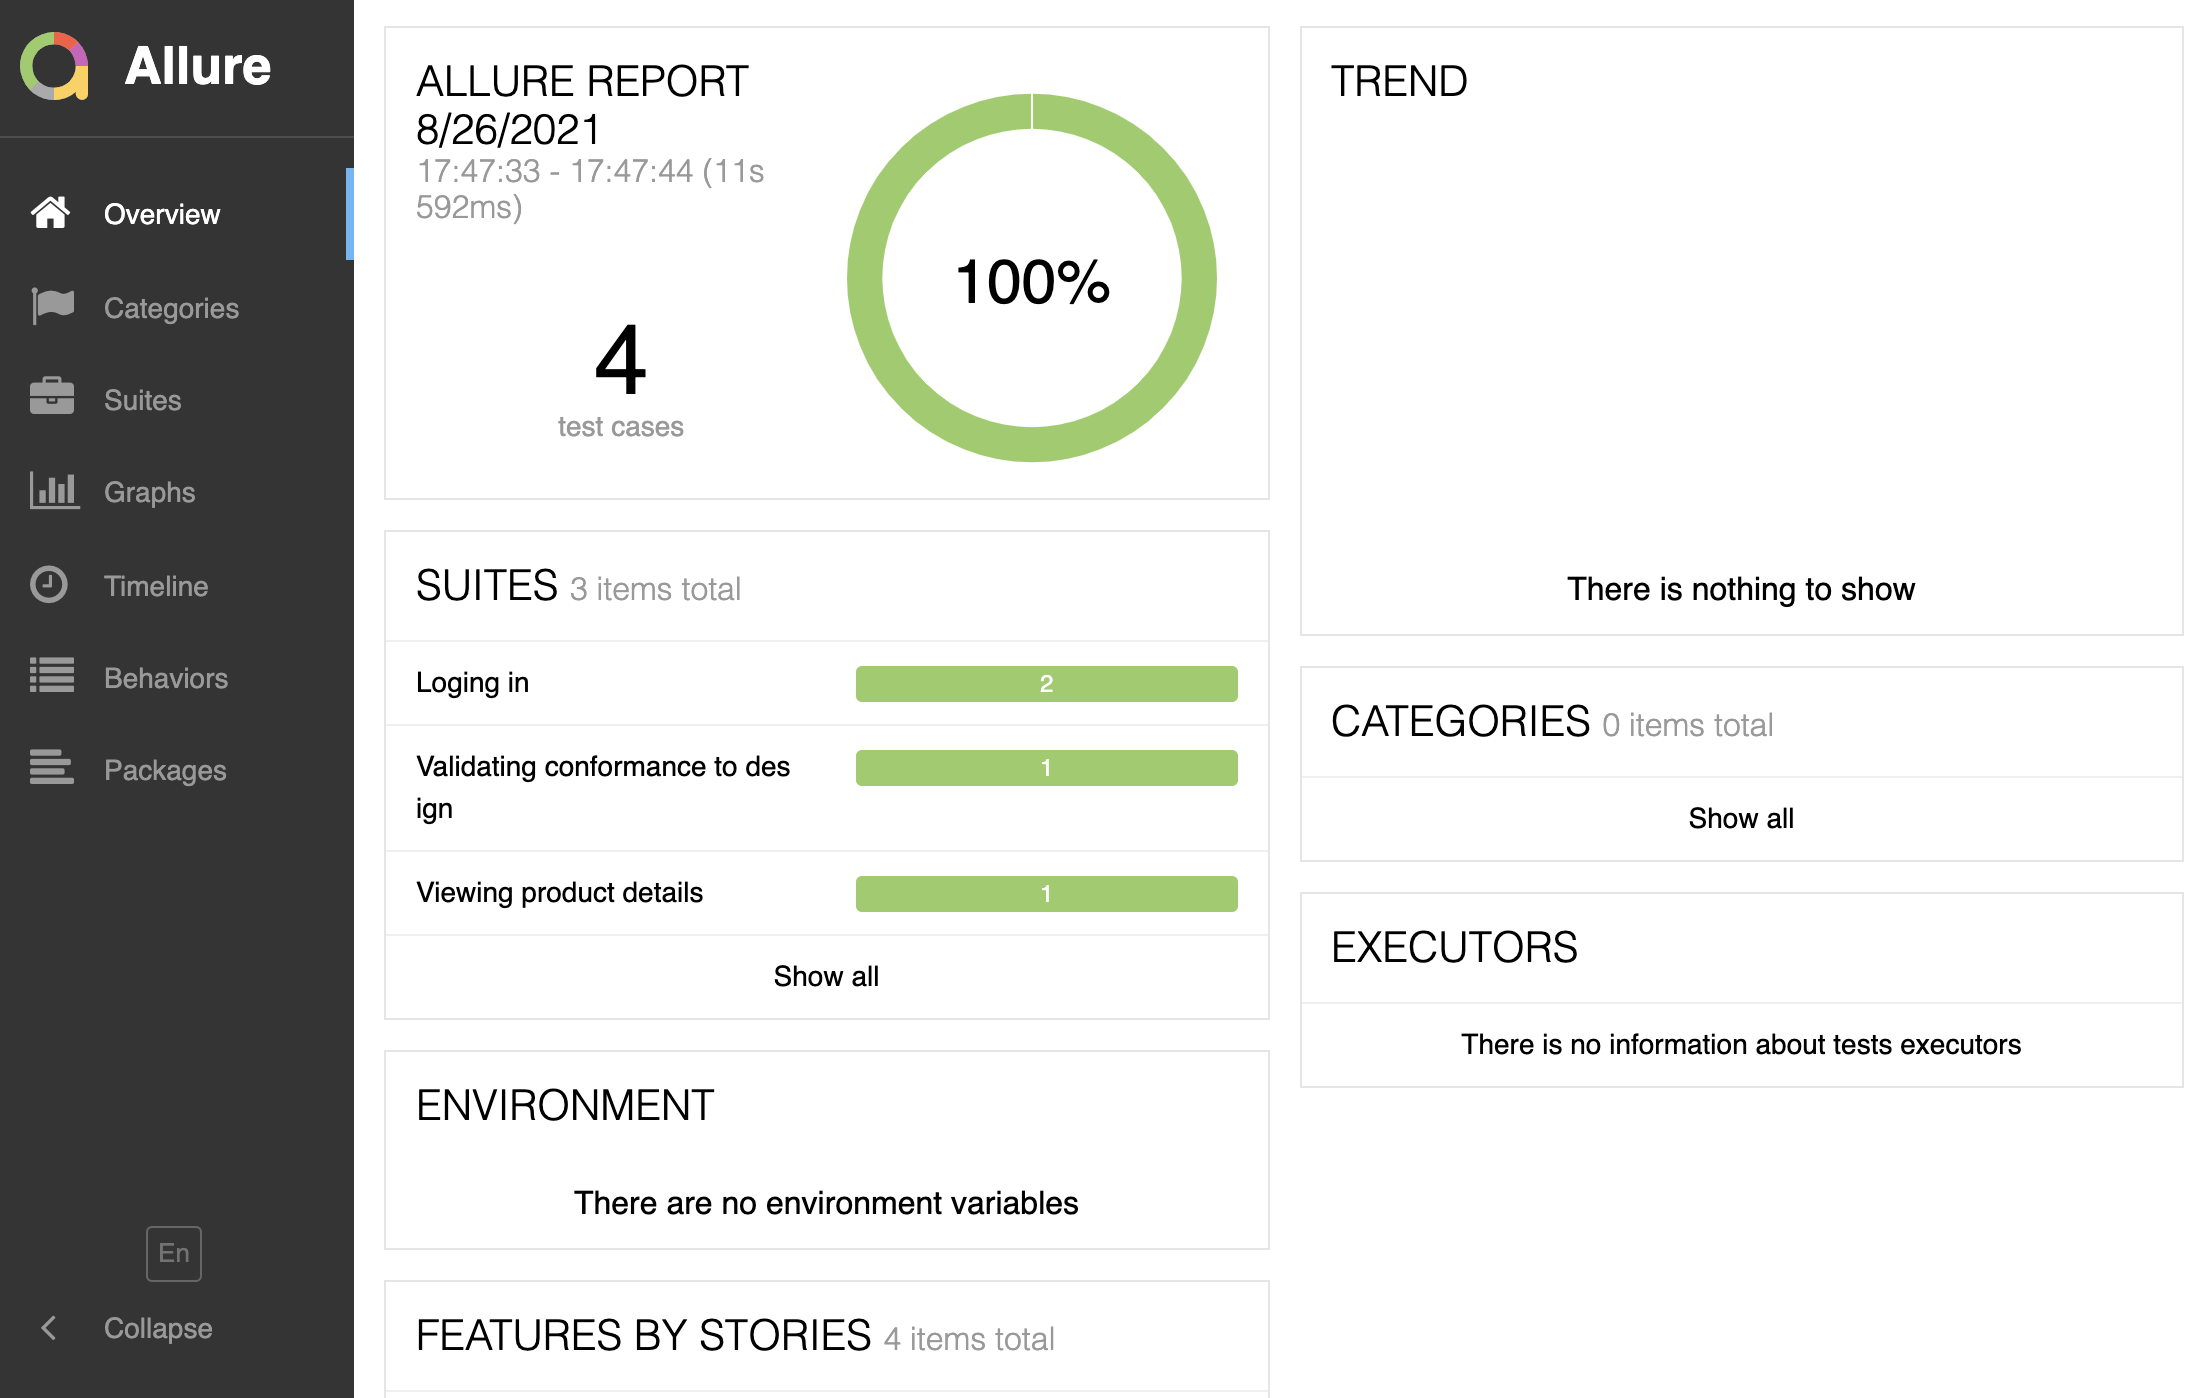 Allure
Overview
Categories
Suites
Graphs
Timeline
Behaviors
Packages
En
Collapse
ALLURE REPORT
8/26/2021
17:47:33 - 17:47:44 (11s
592ms)
4
test cases
100%
SUITES 3 items total
Loging in 2
Validating conformance to des 1
ign
Viewing product details 1
Show all
ENVIRONMENT
There are no environment variables
FEATURES BY STORIES 4 items total
TREND
There is nothing to show
CATEGORIES 0 items total
Show all
EXECUTORS
There is no information about tests executors